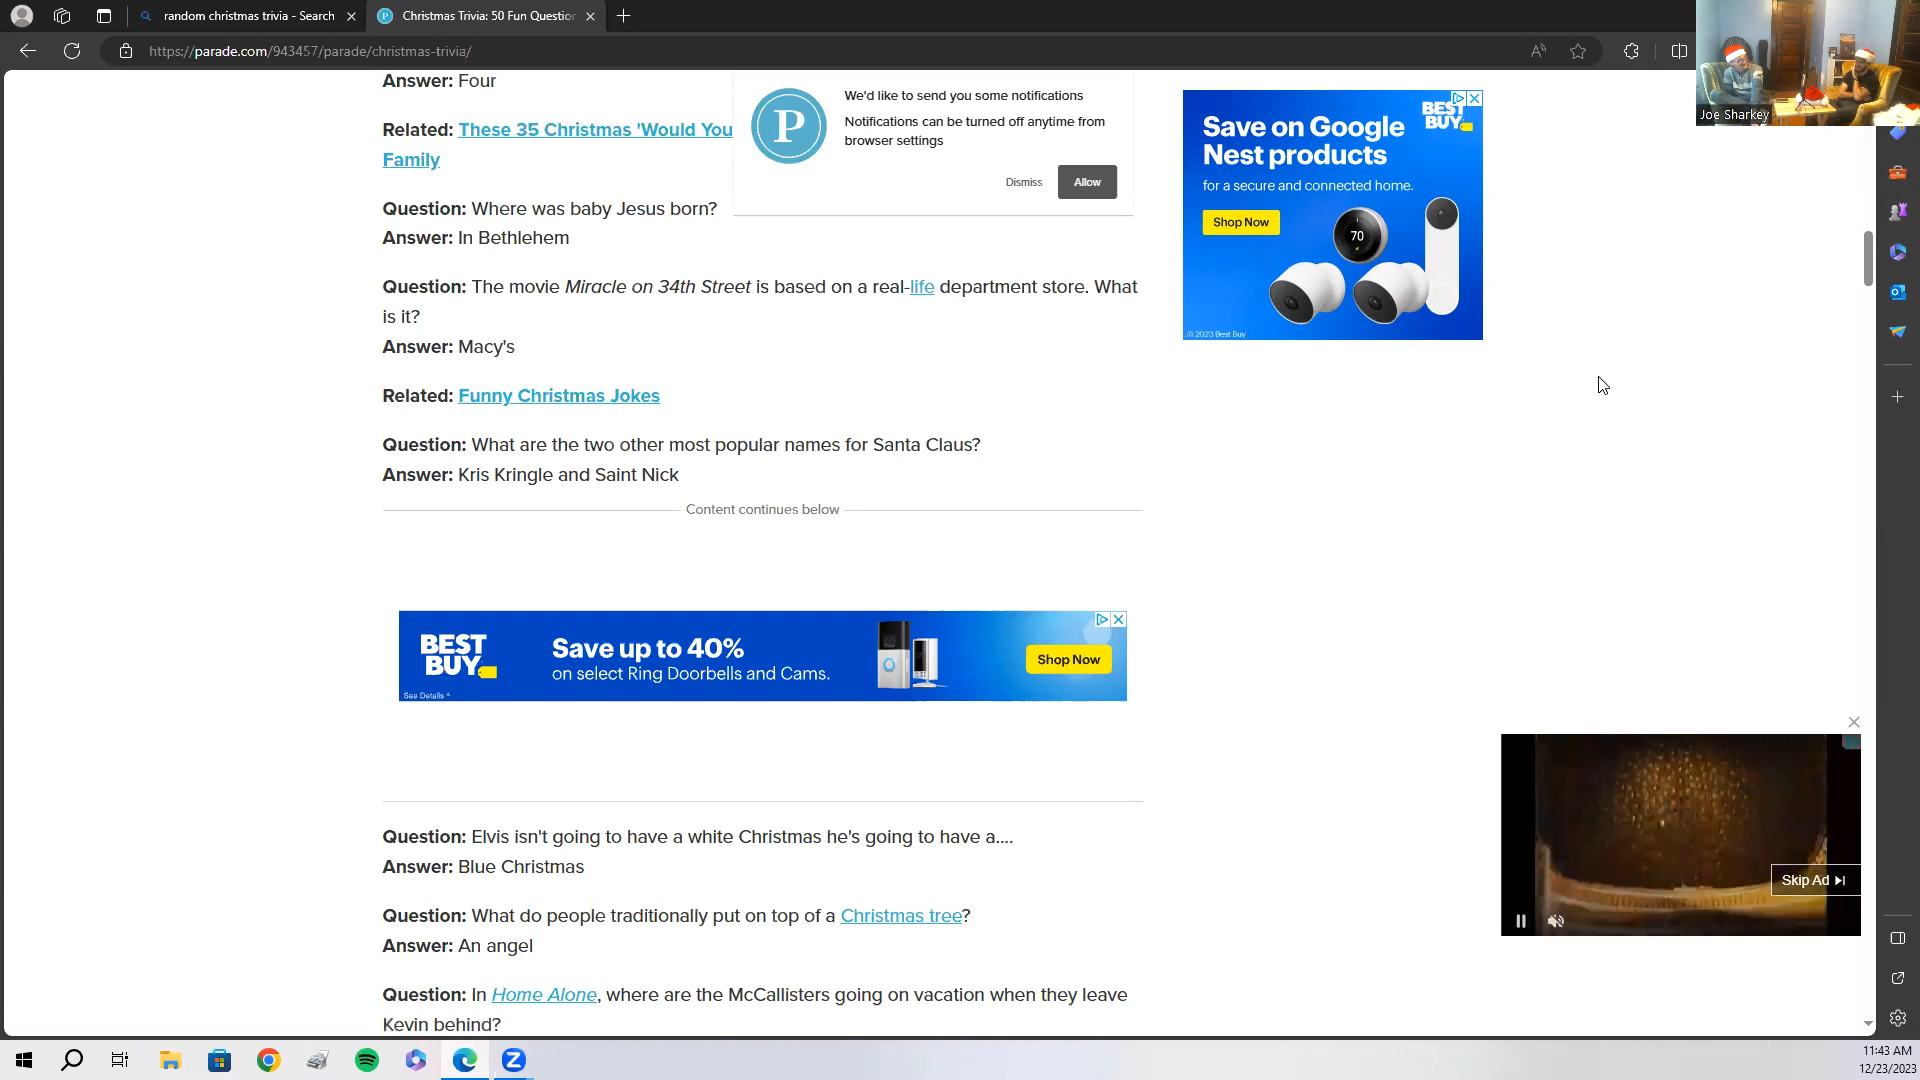 random christmas trivia - Search
Christmas Trivia: 50 Fun Questio
https://parade.com/943457/parade/christmas-trivia/
Joe Sharkey
Answer: Four
Related: These 35 Christmas 'Would You
Family
P
We'd like to send you some notifications
Notifications can be turned off anytime from
browser settings
Dismiss
Allow
Question: Where was baby Jesus born?
Answer: In Bethlehem
Question: The movie Miracle on 34th Street is based on a real-life department store. What
is it?
Answer: Macy's
Related: Funny Christmas Jokes
Question: What are the two other most popular names for Santa Claus?
Answer: Kris Kringle and Saint Nick
Content continues below
BEST
BUY
Save up to 40%
on select Ring Doorbells and Cams.
Shop Now
See Details ^
Question: Elvis isn't going to have a white Christmas he's going to have a....
Answer: Blue Christmas
Question: What do people traditionally put on top of a Christmas tree?
Answer: An angel
Question: In Home Alone, where are the McCallisters going on vacation when they leave
Kevin behind?
Save on Google
Nest products
BEST
BUY
for a secure and connected home.
Shop Now
70
© 2023 Best Buy
Skip Ad
11:43 AM
12/23/2023